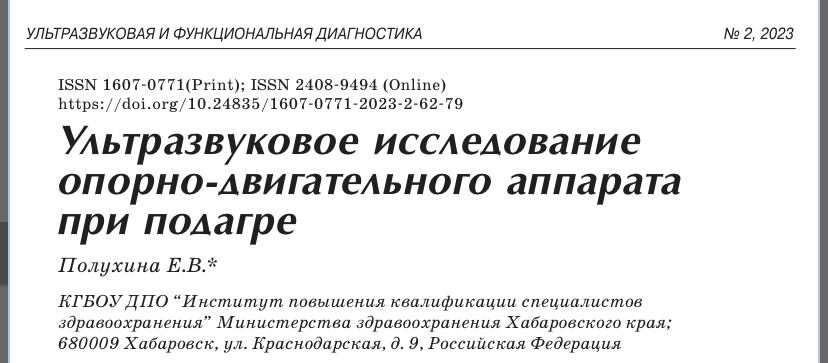 УЛЬТРАЗВУКОВАЯ И ФУНКЦИОНАЛЬНАЯ ДИАГНОСТИКА № 2, 2023
ISSN 1607-0771(Print); ISSN 2408-9494 (Online)
https://doi.org/10.24835/1607-0771-2023-2-62-79
Ультразвуковое исследование
опорно-двигательного аппарата
при подагре
Полухина Е.В.*
КГБОУ ДПО “Институт повышения квалификации специалистов
здравоохранения” Министерства здравоохранения Хабаровского края;
680009 Хабаровск, ул. Краснодарская, д. 9, Российская Федерация